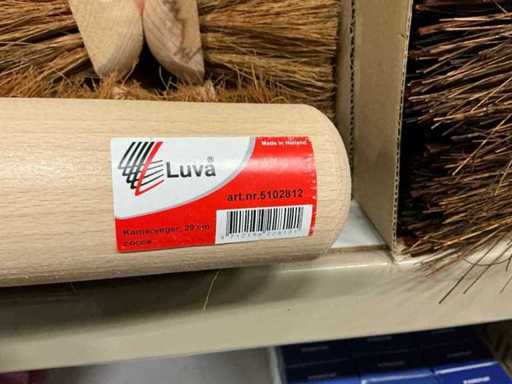 Made in Holland
Luva®
art.nr.5102812
Kamerveger, 29 cm
cocos